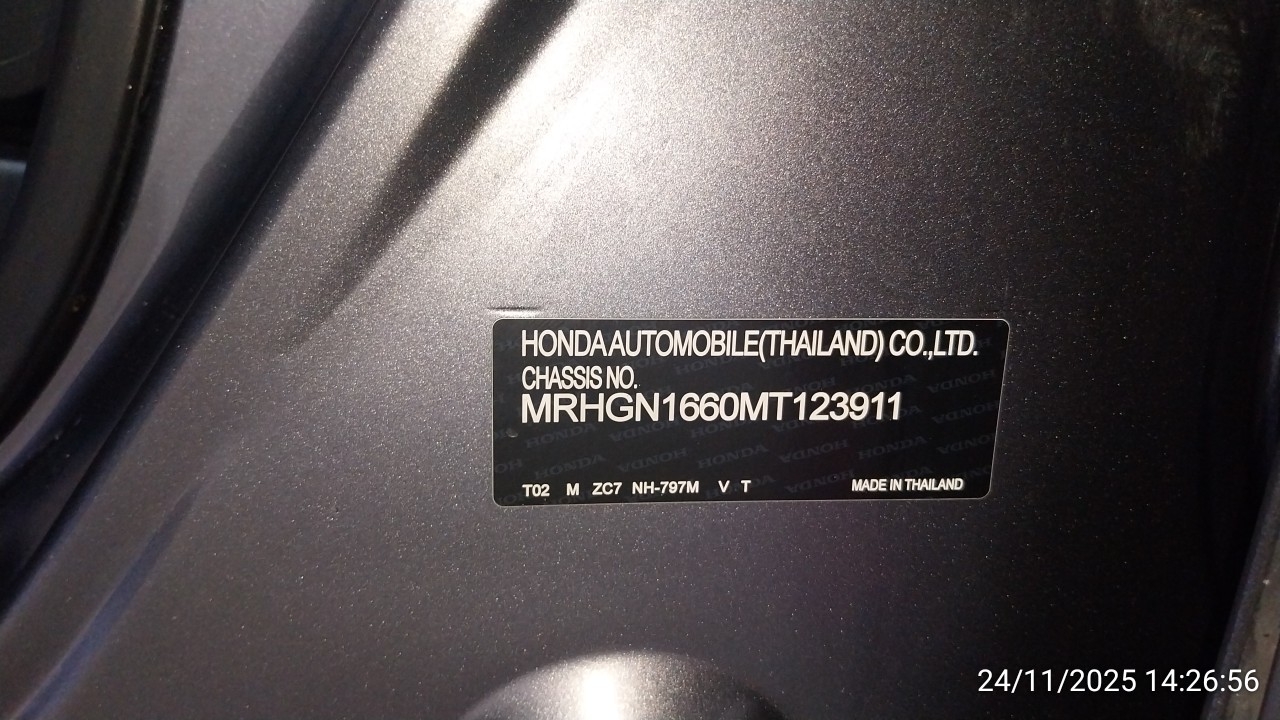 HONDA AUTOMOBILE(THAILAND) CO.,LTD.
CHASSIS NO.
MRHGN1660MT123911
T02 M ZC7 NH-797M V T MADE IN THAILAND
24/11/2025 14:26:56